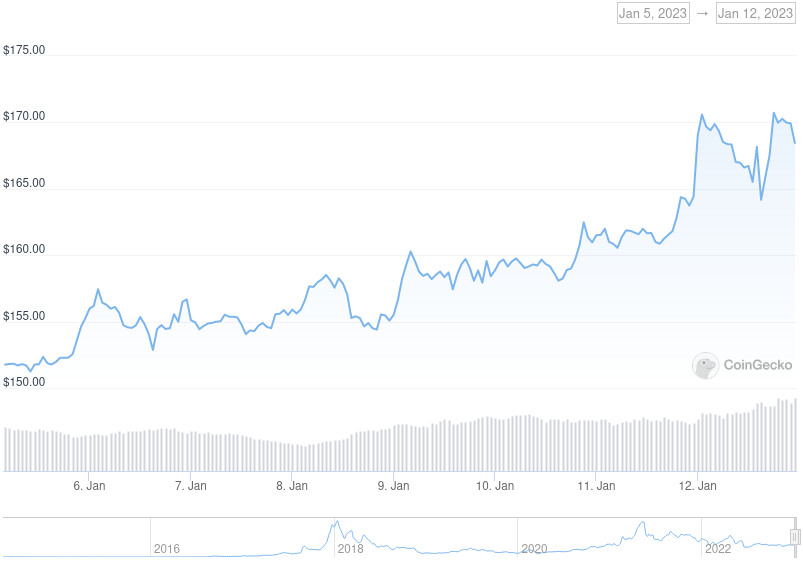 Jan 5, 2023 → Jan 12, 2023
$175.00
$170.00
$165.00
$160.00
$155.00
CoinGecko
$150.00
6. Jan 7. Jan 8. Jan 9. Jan 10. Jan 11. Jan 12. Jan
2016 2018 2020 2022